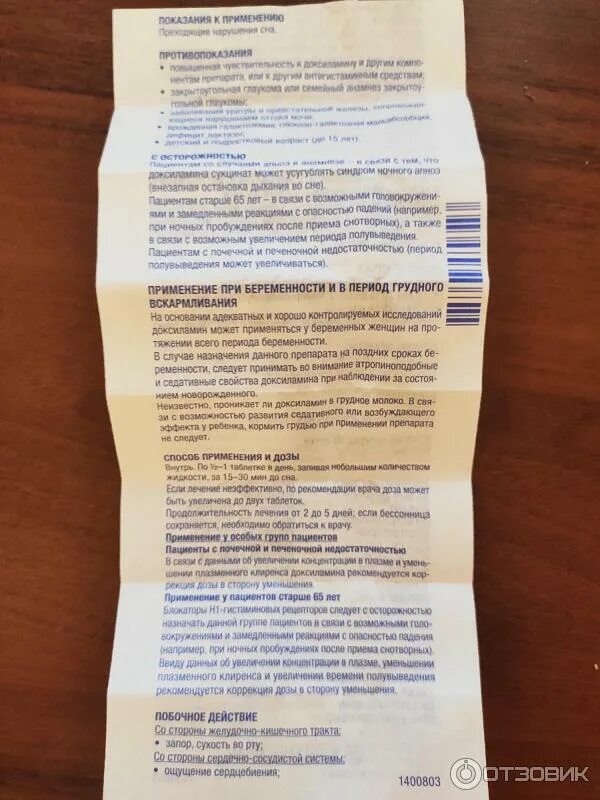 ПОКАЗАНИЯ К ПРИМЕНЕНИЮ
Преходящие нарушения сна.
ПРОТИВОПОКАЗАНИЯ
• повышенная чувствительность к доксиламину и другим компо-
нентам препарата, или к другим антигистаминным средствам;
• закрытоугольная глаукома или семейный анамнез закрыто-
угольной глаукомы;
• заболевания уретры и предстательной железы, сопровожда-
ющиеся нарушением оттока мочи;
• врожденная галактоземия, глюкозо-галактозная мальабсорбция,
дефицит лактазы;
• детский и подростковый возраст (до 15 лет).
С ОСТОРОЖНОСТЬЮ
Пациентам со случаями апноэ в анамнезе – в связи с тем, что
доксиламина сукцинат может усугублять синдром ночного апноэ
(внезапная остановка дыхания во сне).
Пациентам старше 65 лет – в связи с возможными головокружени-
ями и замедленными реакциями с опасностью падений (например,
при ночных пробуждениях после приема снотворных), а также
в связи с возможным увеличением периода полувыведения.
Пациентам с почечной и печеночной недостаточностью (период
полувыведения может увеличиваться).
ПРИМЕНЕНИЕ ПРИ БЕРЕМЕННОСТИ И В ПЕРИОД ГРУДНОГО
ВСКАРМЛИВАНИЯ
На основании адекватных и хорошо контролируемых исследований
доксиламин может применяться у беременных женщин на про-
тяжении всего периода беременности.
В случае назначения данного препарата на поздних сроках бе-
ременности, следует принимать во внимание атропиноподобные
и седативные свойства доксиламина при наблюдении за состоя-
нием новорожденного.
Неизвестно, проникает ли доксиламин в грудное молоко. В свя-
зи с возможностью развития седативного или возбуждающего
эффекта у ребенка, кормить грудью при применении препарата
не следует.
СПОСОБ ПРИМЕНЕНИЯ И ДОЗЫ
Внутрь. По ½–1 таблетке в день, запивая небольшим количеством
жидкости, за 15–30 мин до сна.
Если лечение неэффективно, по рекомендации врача доза может
быть увеличена до двух таблеток.
Продолжительность лечения от 2 до 5 дней; если бессонница
сохраняется, необходимо обратиться к врачу.
Применение у особых групп пациентов
Пациенты с почечной и печеночной недостаточностью
В связи с данными об увеличении концентрации в плазме и умень-
шении плазменного клиренса доксиламина рекомендуется кор-
рекция дозы в сторону уменьшения.
Применение у пациентов старше 65 лет
Блокаторы Н1-гистаминовых рецепторов следует с осторожностью
назначать данной группе пациентов в связи с возможными голо-
вокружениями и замедленными реакциями с опасностью падения
(например, при ночных пробуждениях после приема снотворных).
Ввиду данных об увеличении концентрации в плазме, уменьшении
плазменного клиренса и увеличении времени полувыведения
рекомендуется коррекция дозы в сторону уменьшения.
ПОБОЧНОЕ ДЕЙСТВИЕ
Со стороны желудочно-кишечного тракта:
• запор, сухость во рту;
Со стороны сердечно-сосудистой системы:
• ощущение сердцебиения;
1400803
ОТЗОВИК